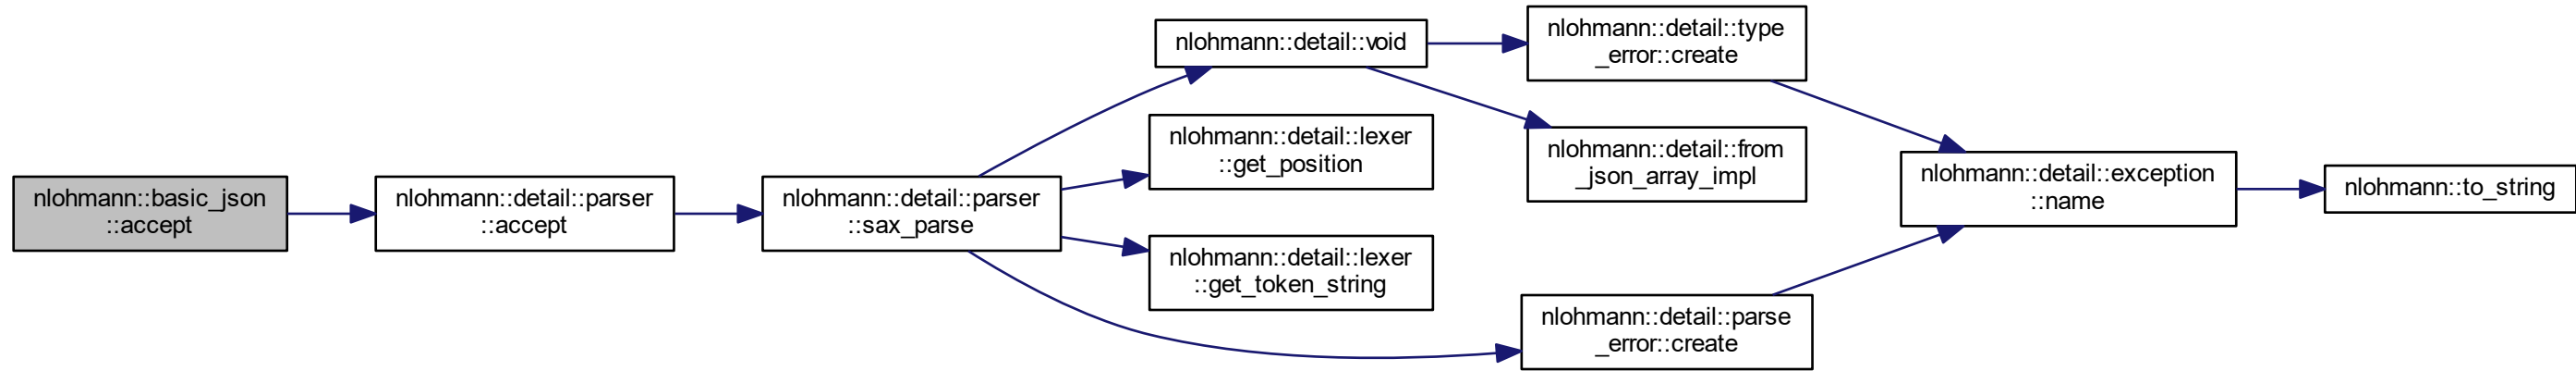 nlohmann::basic_json
::accept
nlohmann::detail::parser
::accept
nlohmann::detail::parser
::sax_parse
nlohmann::detail::void
nlohmann::detail::lexer
::get_position
nlohmann::detail::lexer
::get_token_string
nlohmann::detail::type
_error::create
nlohmann::detail::from
_json_array_impl
nlohmann::detail::parse
_error::create
nlohmann::detail::exception
::name
nlohmann::to_string